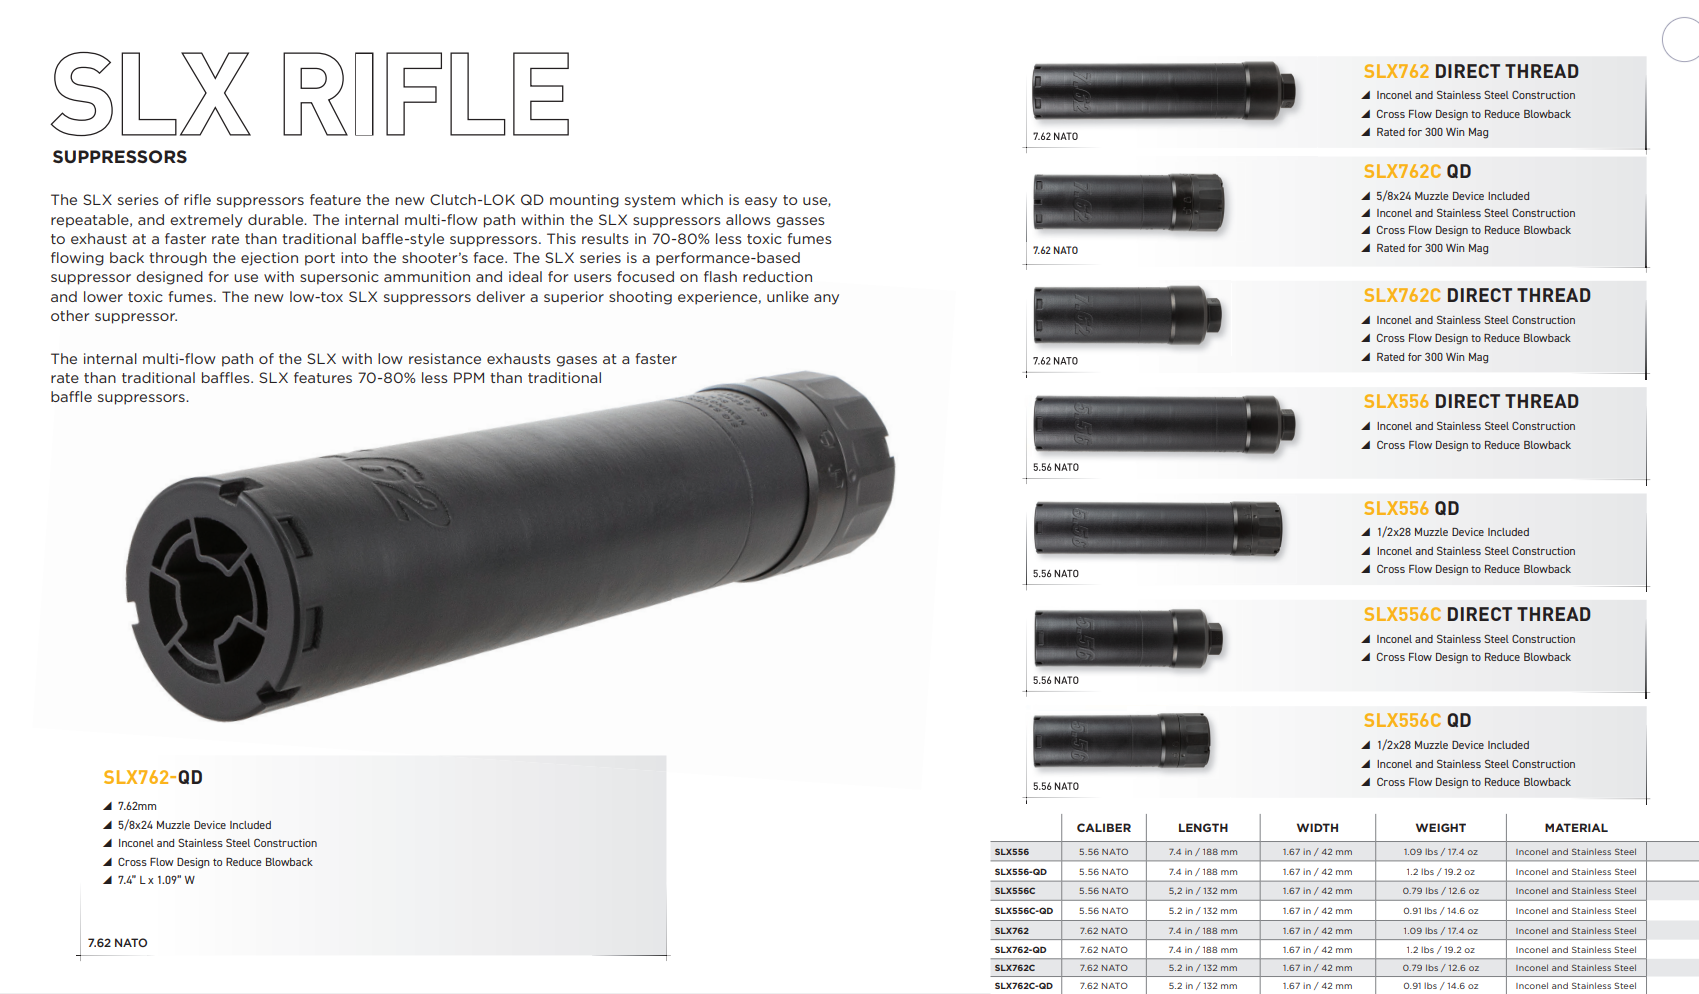 SLX RIFLE
SUPPRESSORS
The SLX series of rifle suppressors feature the new Clutch-LOK QD mounting system which is easy to use,
repeatable, and extremely durable. The internal multi-flow path within the SLX suppressors allows gasses
to exhaust at a faster rate than traditional baffle-style suppressors. This results in 70-80% less toxic fumes
flowing back through the ejection port into the shooter's face. The SLX series is a performance-based
suppressor designed for use with supersonic ammunition and ideal for users focused on flash reduction
and lower toxic fumes. The new low-tox SLX suppressors deliver a superior shooting experience, unlike any
other suppressor.
The internal multi-flow path of the SLX with low resistance exhausts gases at a faster
rate than traditional baffles. SLX features 70-80% less PPM than traditional
baffle suppressors.
62
SLX762-QD
7.62mm
5/8x24 Muzzle Device Included
Inconel and Stainless Steel Construction
Cross Flow Design to Reduce Blowback
7.4" L x 1.09" W
7.62 NATO
7.62
7.62 NATO
SLX762 DIRECT THREAD
Inconel and Stainless Steel Construction
Cross Flow Design to Reduce Blowback
Rated for 300 Win Mag
7.62
7.62 NATO
SLX762C QD
5/8x24 Muzzle Device Included
Inconel and Stainless Steel Construction
Cross Flow Design to Reduce Blowback
Rated for 300 Win Mag
7.62
7.62 NATO
SLX762C DIRECT THREAD
Inconel and Stainless Steel Construction
Cross Flow Design to Reduce Blowback
Rated for 300 Win Mag
5.56
5.56 NATO
SLX556 DIRECT THREAD
Inconel and Stainless Steel Construction
Cross Flow Design to Reduce Blowback
5.56
5.56 NATO
SLX556 QD
1/2x28 Muzzle Device Included
Inconel and Stainless Steel Construction
Cross Flow Design to Reduce Blowback
5.56
5.56 NATO
SLX556C DIRECT THREAD
Inconel and Stainless Steel Construction
Cross Flow Design to Reduce Blowback
5.56
5.56 NATO
SLX556C QD
1/2x28 Muzzle Device Included
Inconel and Stainless Steel Construction
Cross Flow Design to Reduce Blowback
CALIBER LENGTH WIDTH WEIGHT MATERIAL
SLX556 5.56 NATO 7.4 in / 188 mm 1.67 in / 42 mm 1.09 lbs / 17.4 oz Inconel and Stainless Steel
SLX556-QD 5.56 NATO 7.4 in / 188 mm 1.67 in / 42 mm 1.2 lbs / 19.2 oz Inconel and Stainless Steel
SLX556C 5.56 NATO 5,2 in / 132 mm 1.67 in / 42 mm 0.79 lbs / 12.6 oz Inconel and Stainless Steel
SLX556C-QD 5.56 NATO 5.2 in / 132 mm 1.67 in / 42 mm 0.91 lbs / 14.6 oz Inconel and Stainless Steel
SLX762 7.62 NATO 7.4 in / 188 mm 1.67 in / 42 mm 1.09 lbs / 17.4 oz Inconel and Stainless Steel
SLX762-QD 7.62 NATO 7.4 in / 188 mm 1.67 in / 42 mm 1.2 lbs / 19.2 oz Inconel and Stainless Steel
SLX762C 7.62 NATO 5.2 in / 132 mm 1.67 in / 42 mm 0.79 lbs / 12.6 oz Inconel and Stainless Steel
SLX762C-QD 7.62 NATO 5.2 in / 132 mm 1.67 in / 42 mm 0.91 lbs / 14.6 oz Inconel and Stainless Steel